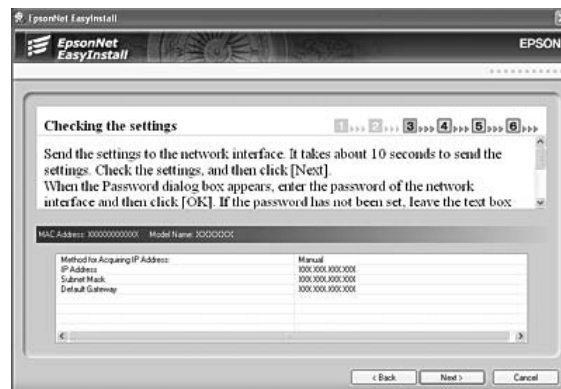 EpsonNet EasyInstall
EpsonNet
EasyInstall
EPSON
Checking the settings
1 2 3 4 5 6
Send the settings to the network interface. It takes about 10 seconds to send the
settings. Check the settings, and then click [Next].
When the Password dialog box appears, enter the password of the network
interface and then click [OK]. If the password has not been set, leave the text box
MAC Address: XXXXXXXXXXXX Model Name: XXXXXXX
Method for Acquiring IP Address: Manual
IP Address XXX.XXX.XXX.XXX
Subnet Mask XXX.XXX.XXX.XXX
Default Gateway XXX.XXX.XXX.XXX
< Back Next > Cancel